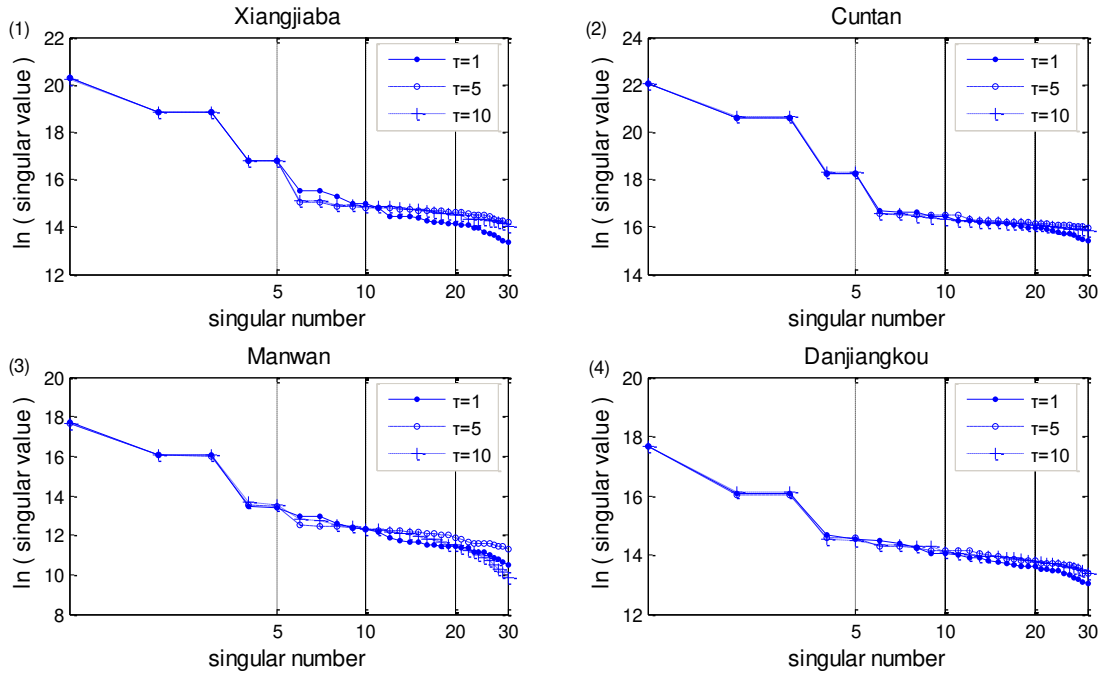 (1)
Xiangjiaba
ln ( singular value )
22
20
18
16
14
12
τ=1
τ=5
τ=10
5
10
20
30
singular number
(2)
Cuntan
ln ( singular value )
24
22
20
18
16
14
τ=1
τ=5
τ=10
5
10
20
30
singular number
(3)
Manwan
ln ( singular value )
20
18
16
14
12
10
8
τ=1
τ=5
τ=10
5
10
20
30
singular number
(4)
Danjiangkou
ln ( singular value )
20
18
16
14
12
τ=1
τ=5
τ=10
5
10
20
30
singular number